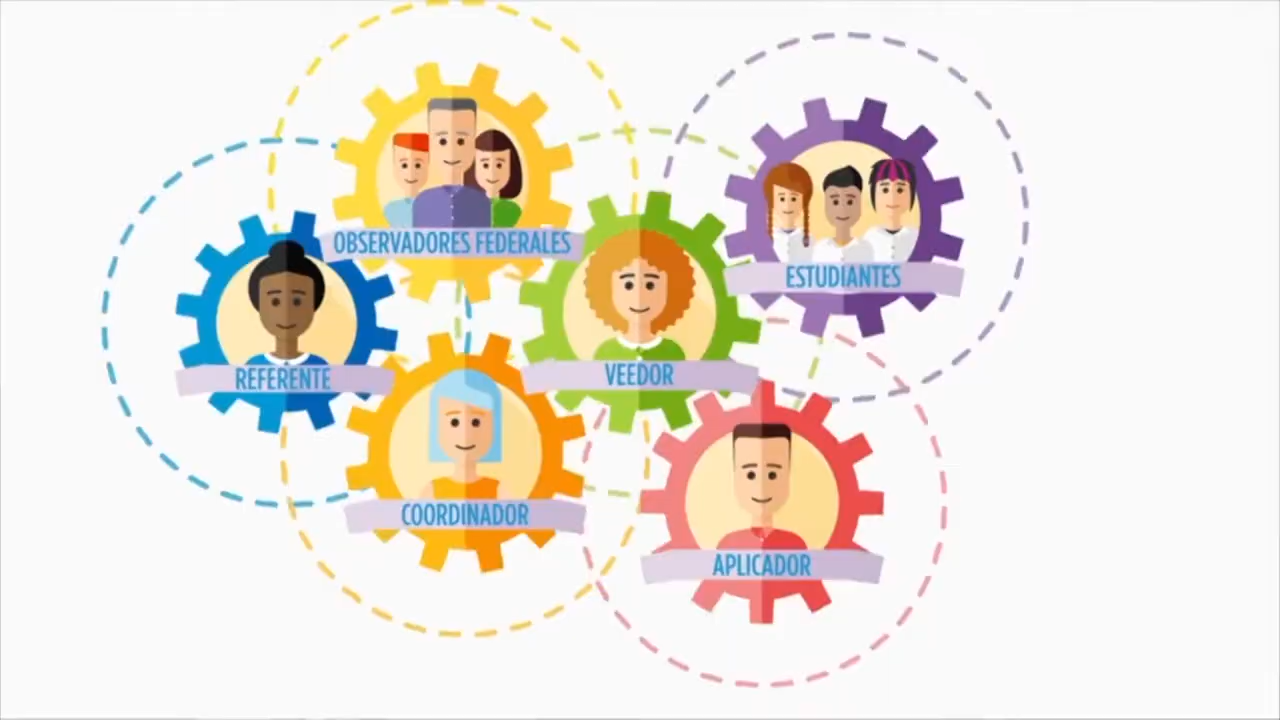 OBSERVADORES FEDERALES
ESTUDIANTES
REFERENTE
VEEDOR
COORDINADOR
APLICADOR